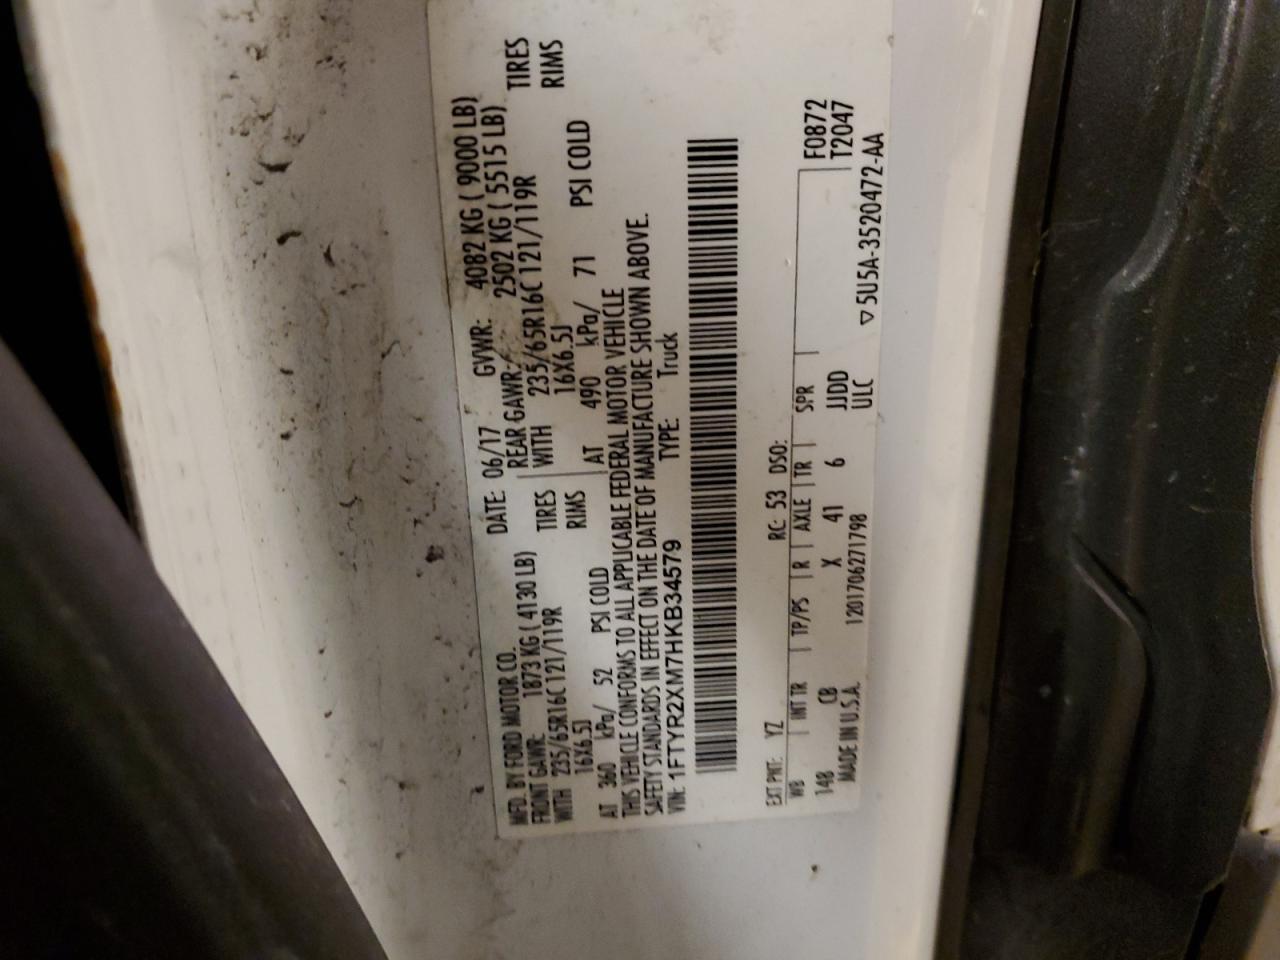 MFD. BY FORD MOTOR CO. DATE: 06/17 GVWR: 4082 KG ( 9000 LB)
FRONT GAWR: 1873 KG ( 4130 LB) REAR GAWR: 2502 KG ( 5515 LB)
WITH 235/65R16C 121/119R TIRES WITH 235/65R16C 121/119R TIRES
16X6.5J RIMS 16X6.5J RIMS
AT 360 kPa/ 52 PSI COLD AT 490 kPa/ 71 PSI COLD
THIS VEHICLE CONFORMS TO ALL APPLICABLE FEDERAL MOTOR VEHICLE
SAFETY STANDARDS IN EFFECT ON THE DATE OF MANUFACTURE SHOWN ABOVE.
VIN: 1FTYR2XM7HKB34579 TYPE: Truck
EXT PNT: YZ RC: 53 DSO:
WB INT TR TP/PS R AXLE TR SPR F0872
148 CB X 41 6 JJDD T2047
MADE IN U.S.A. 120170627​1798 ULC ▽5U5A-3520472-AA